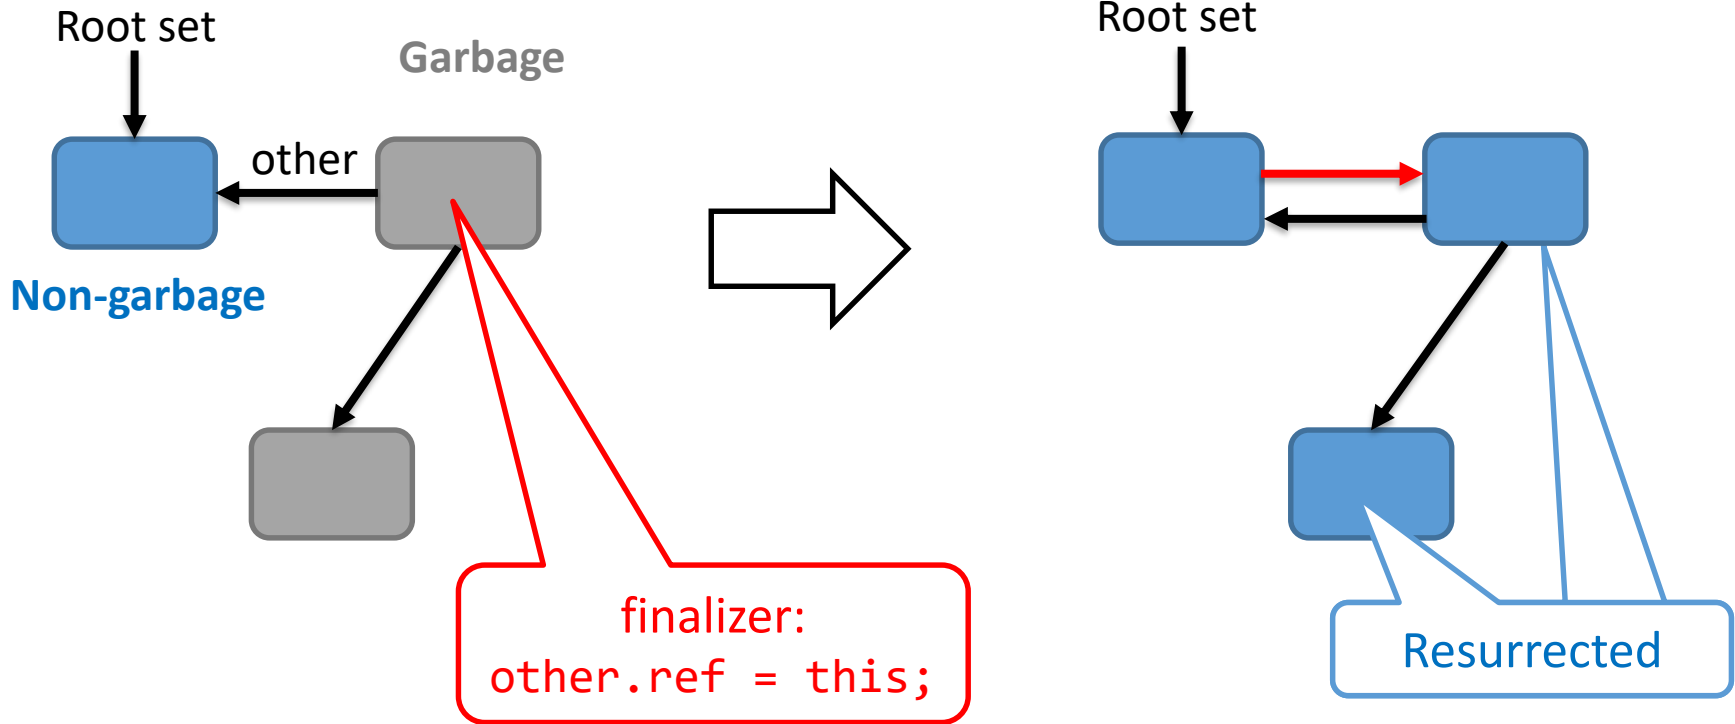 Root set
Garbage
other
Non-garbage
finalizer:
other.ref = this;
Root set
Resurrected